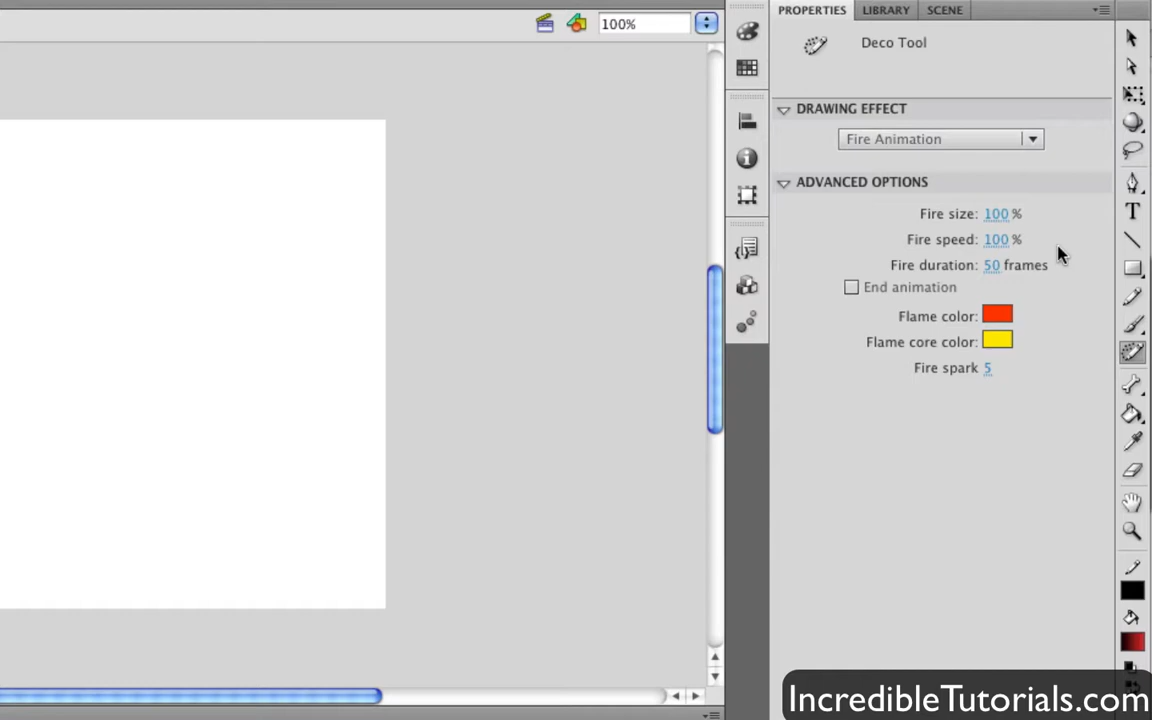 100%
PROPERTIES LIBRARY SCENE
Deco Tool
DRAWING EFFECT
Fire Animation
ADVANCED OPTIONS
Fire size: 100 %
Fire speed: 100 %
Fire duration: 50 frames
End animation
Flame color:
Flame core color:
Fire spark 5
IncredibleTutorials.com